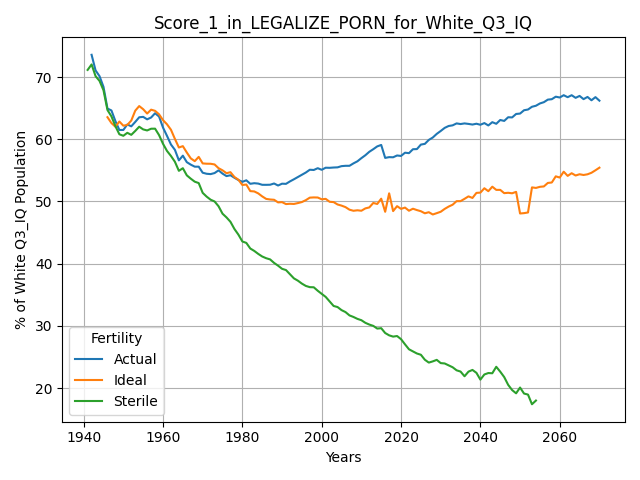 Score_1_in_LEGALIZE_PORN_for_White_Q3_IQ
% of White Q3_IQ Population
70
60
50
40
30
20
Fertility
Actual
Ideal
Sterile
1940
1960
1980
2000
2020
2040
2060
Years